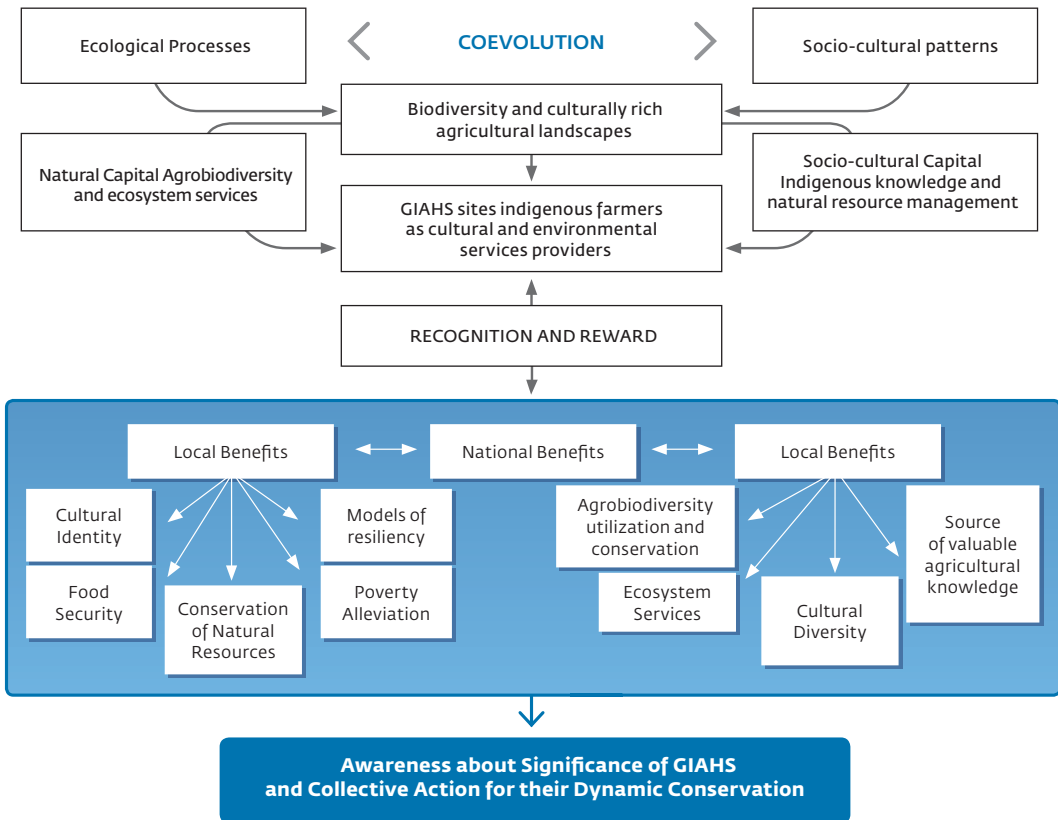 Ecological Processes
COEVOLUTION
Socio-cultural patterns
Biodiversity and culturally rich
agricultural landscapes
Natural Capital Agrobiodiversity
and ecosystem services
Socio-cultural Capital
Indigenous knowledge and
natural resource management
GIAHS sites indigenous farmers
as cultural and environmental
services providers
RECOGNITION AND REWARD
Local Benefits
National Benefits
Local Benefits
Cultural
Identity
Models of
resiliency
Food
Security
Conservation
of Natural
Resources
Poverty
Alleviation
Agrobiodiversity
utilization and
conservation
Source
of valuable
agricultural
knowledge
Ecosystem
Services
Cultural
Diversity
Awareness about Significance of GIAHS
and Collective Action for their Dynamic Conservation